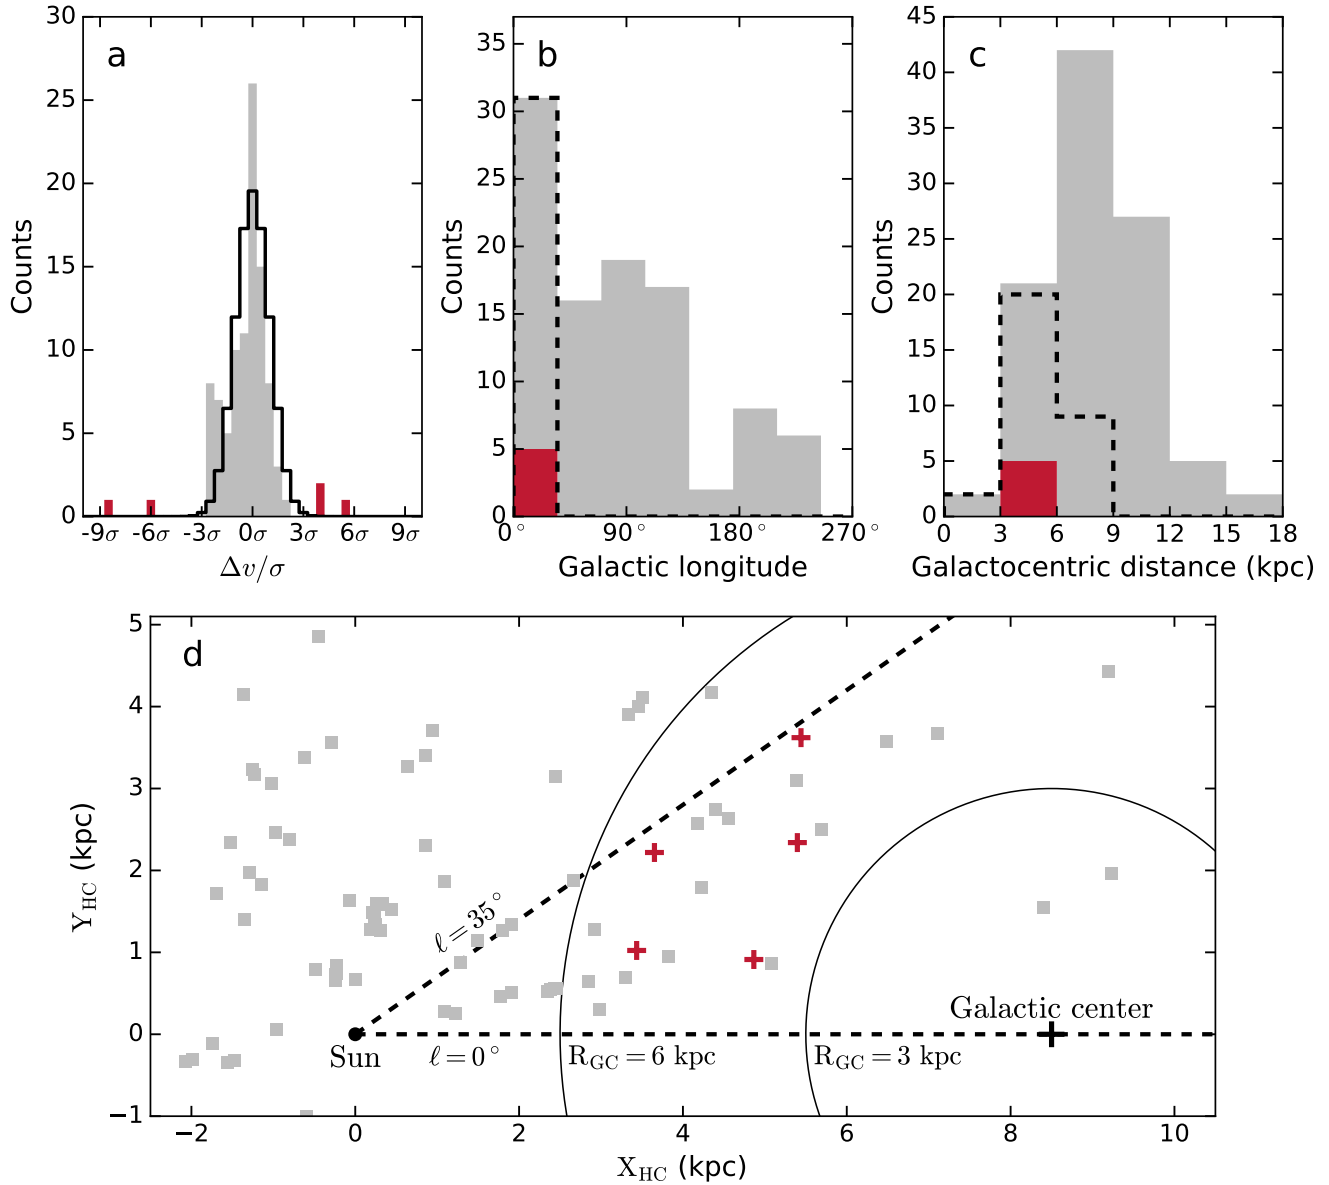 a
30
25
20
15
10
5
0
Counts
-9σ -6σ -3σ 0σ 3σ 6σ 9σ
Δv/σ
b
35
30
25
20
15
10
5
0
Counts
0° 90° 180° 270°
Galactic longitude
c
45
40
35
30
25
20
15
10
5
0
Counts
0 3 6 9 12 15 18
Galactocentric distance (kpc)
d
5
4
3
2
1
0
−1
Y_HC (kpc)
ℓ=35°
Galactic center
Sun
ℓ=0°
R_GC = 6 kpc
R_GC = 3 kpc
−2 0 2 4 6 8 10
X_HC (kpc)